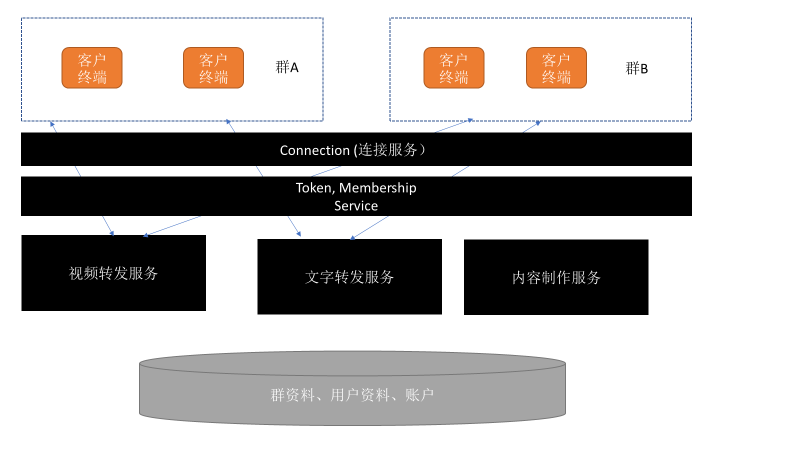 客户
终端
客户
终端
群A
客户
终端
客户
终端
群B
Connection (连接服务）
Token, Membership
Service
视频转发服务
文字转发服务
内容制作服务
群资料、用户资料、账户